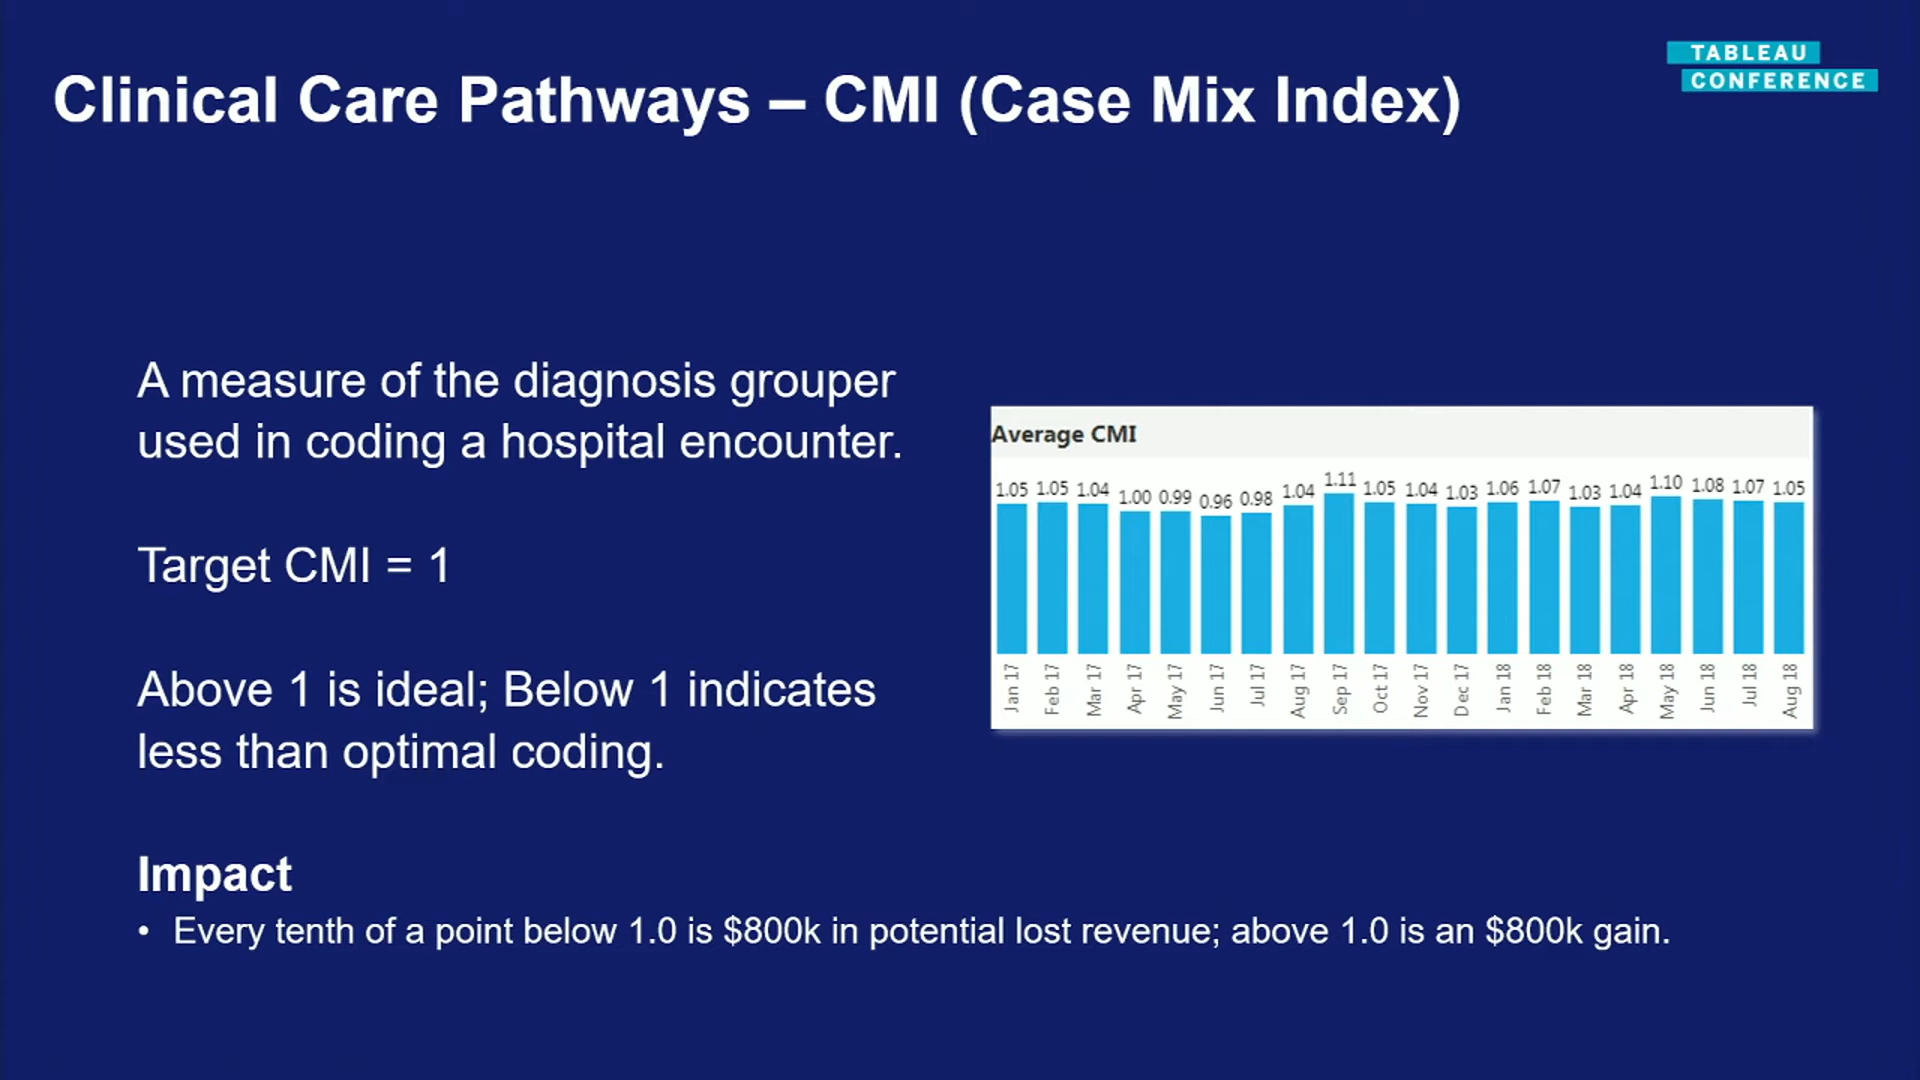 Clinical Care Pathways – CMI (Case Mix Index)
TABLEAU
CONFERENCE
A measure of the diagnosis grouper
used in coding a hospital encounter.
Target CMI = 1
Above 1 is ideal; Below 1 indicates
less than optimal coding.
Average CMI
1.05 1.05 1.04 1.00 0.99 0.96 0.98 1.04 1.11 1.05 1.04 1.03 1.06 1.07 1.03 1.04 1.10 1.08 1.07 1.05
Jan 17 Feb 17 Mar 17 Apr 17 May 17 Jun 17 Jul 17 Aug 17 Sep 17 Oct 17 Nov 17 Dec 17 Jan 18 Feb 18 Mar 18 Apr 18 May 18 Jun 18 Jul 18 Aug 18
Impact
• Every tenth of a point below 1.0 is $800k in potential lost revenue; above 1.0 is an $800k gain.